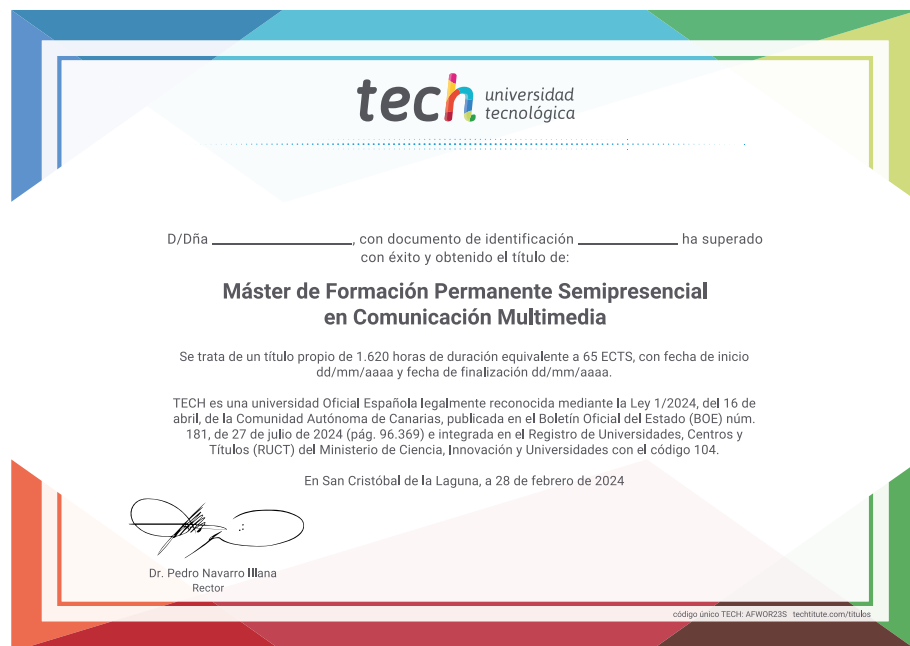 tech universidad
tecnológica
D/Dña ____________________, con documento de identificación ______________ ha superado
con éxito y obtenido el título de:
Máster de Formación Permanente Semipresencial
en Comunicación Multimedia
Se trata de un título propio de 1.620 horas de duración equivalente a 65 ECTS, con fecha de inicio
dd/mm/aaaa y fecha de finalización dd/mm/aaaa.
TECH es una universidad Oficial Española legalmente reconocida mediante la Ley 1/2024, del 16 de
abril, de la Comunidad Autónoma de Canarias, publicada en el Boletín Oficial del Estado (BOE) núm.
181, de 27 de julio de 2024 (pág. 96.369) e integrada en el Registro de Universidades, Centros y
Títulos (RUCT) del Ministerio de Ciencia, Innovación y Universidades con el código 104.
En San Cristóbal de la Laguna, a 28 de febrero de 2024
Dr. Pedro Navarro Illana
Rector
código único TECH: AFWOR23S techtitute.com/titulos